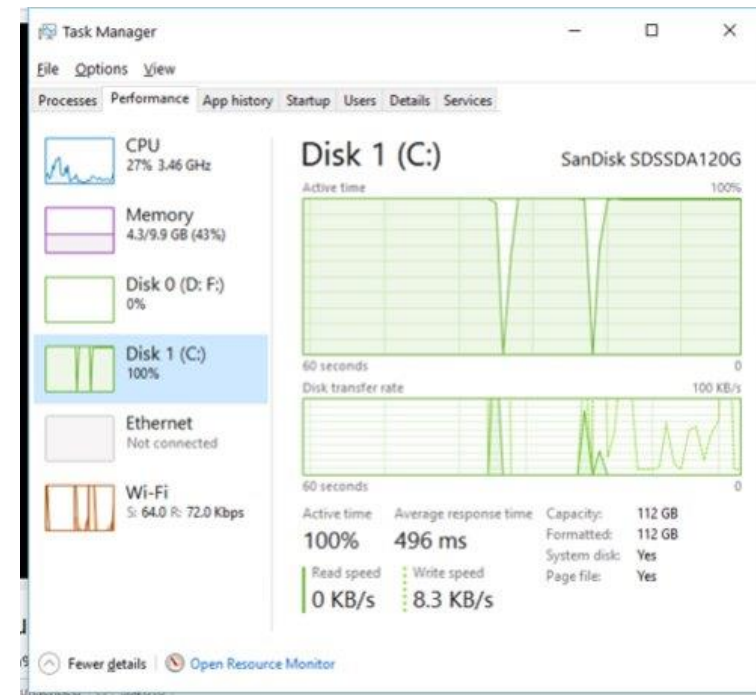 Task Manager
File Options View
Processes Performance App history Startup Users Details Services
CPU
27% 3.46 GHz
Memory
4.3/9.9 GB (43%)
Disk 0 (D: F:)
0%
Disk 1 (C:)
100%
Ethernet
Not connected
Wi-Fi
S: 64.0 R: 72.0 Kbps
Disk 1 (C:) SanDisk SDSSDA120G
Active time 100%
60 seconds 0
Disk transfer rate 100 KB/s
60 seconds 0
Active time Average response time Capacity: 112 GB
100% 496 ms Formatted: 112 GB
System disk: Yes
Read speed Write speed Page file: Yes
0 KB/s 8.3 KB/s
Fewer details Open Resource Monitor